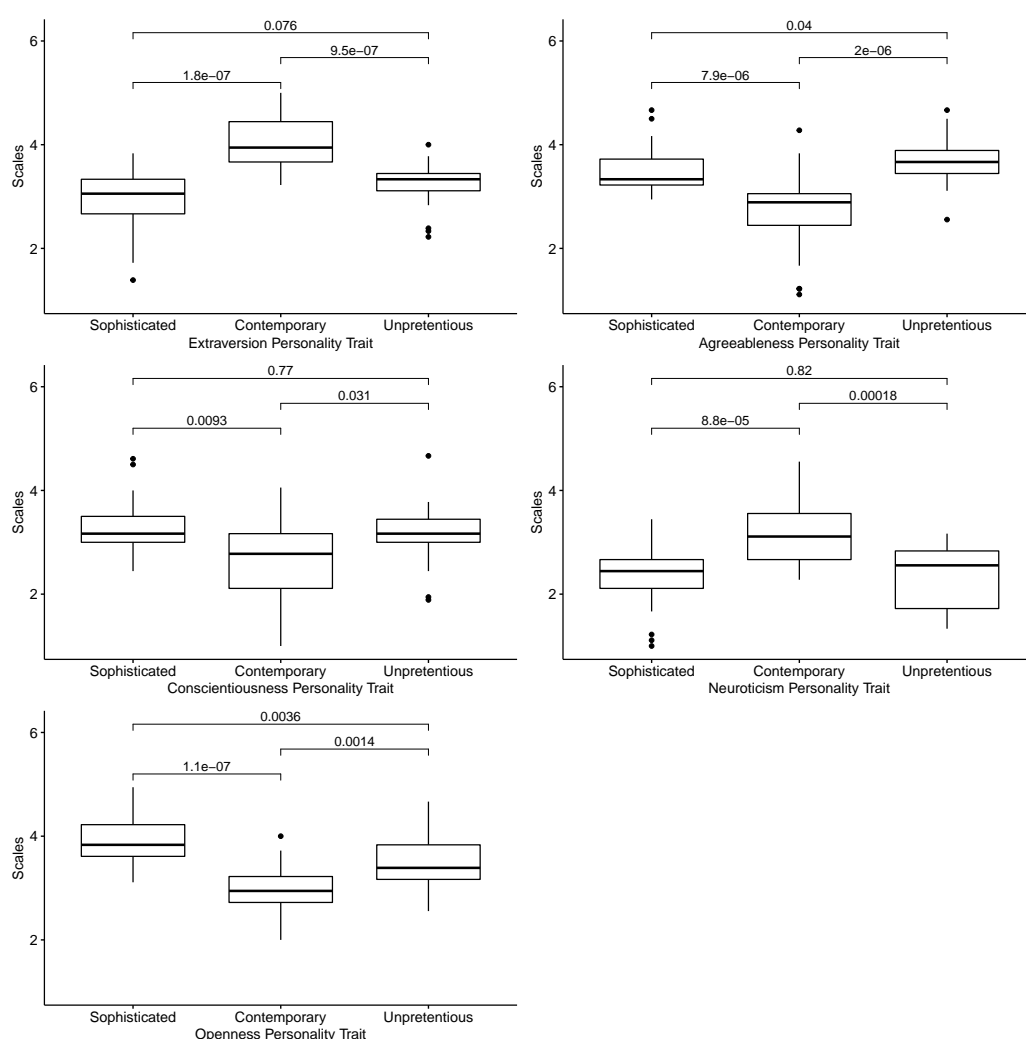 6
4
2
Scales
0.076
9.5e−07
1.8e−07
Sophisticated Contemporary Unpretentious
Extraversion Personality Trait
6
4
2
Scales
0.04
2e−06
7.9e−06
Sophisticated Contemporary Unpretentious
Agreeableness Personality Trait
6
4
2
Scales
0.77
0.031
0.0093
Sophisticated Contemporary Unpretentious
Conscientiousness Personality Trait
6
4
2
Scales
0.82
0.00018
8.8e−05
Sophisticated Contemporary Unpretentious
Neuroticism Personality Trait
6
4
2
Scales
0.0036
0.0014
1.1e−07
Sophisticated Contemporary Unpretentious
Openness Personality Trait